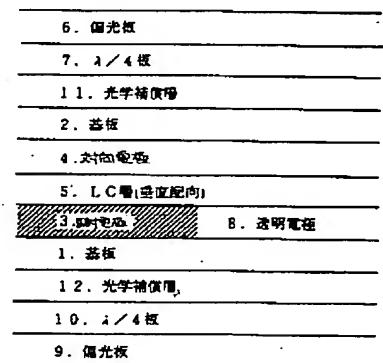 6. 偏光板
7. λ／4板
11. 光学補償層
2. 基板
4. 対向電極
5. LC層(垂直配向)
3. 反射電極 8. 透明電極
1. 基板
12. 光学補償層
10. λ／4板
9. 偏光板